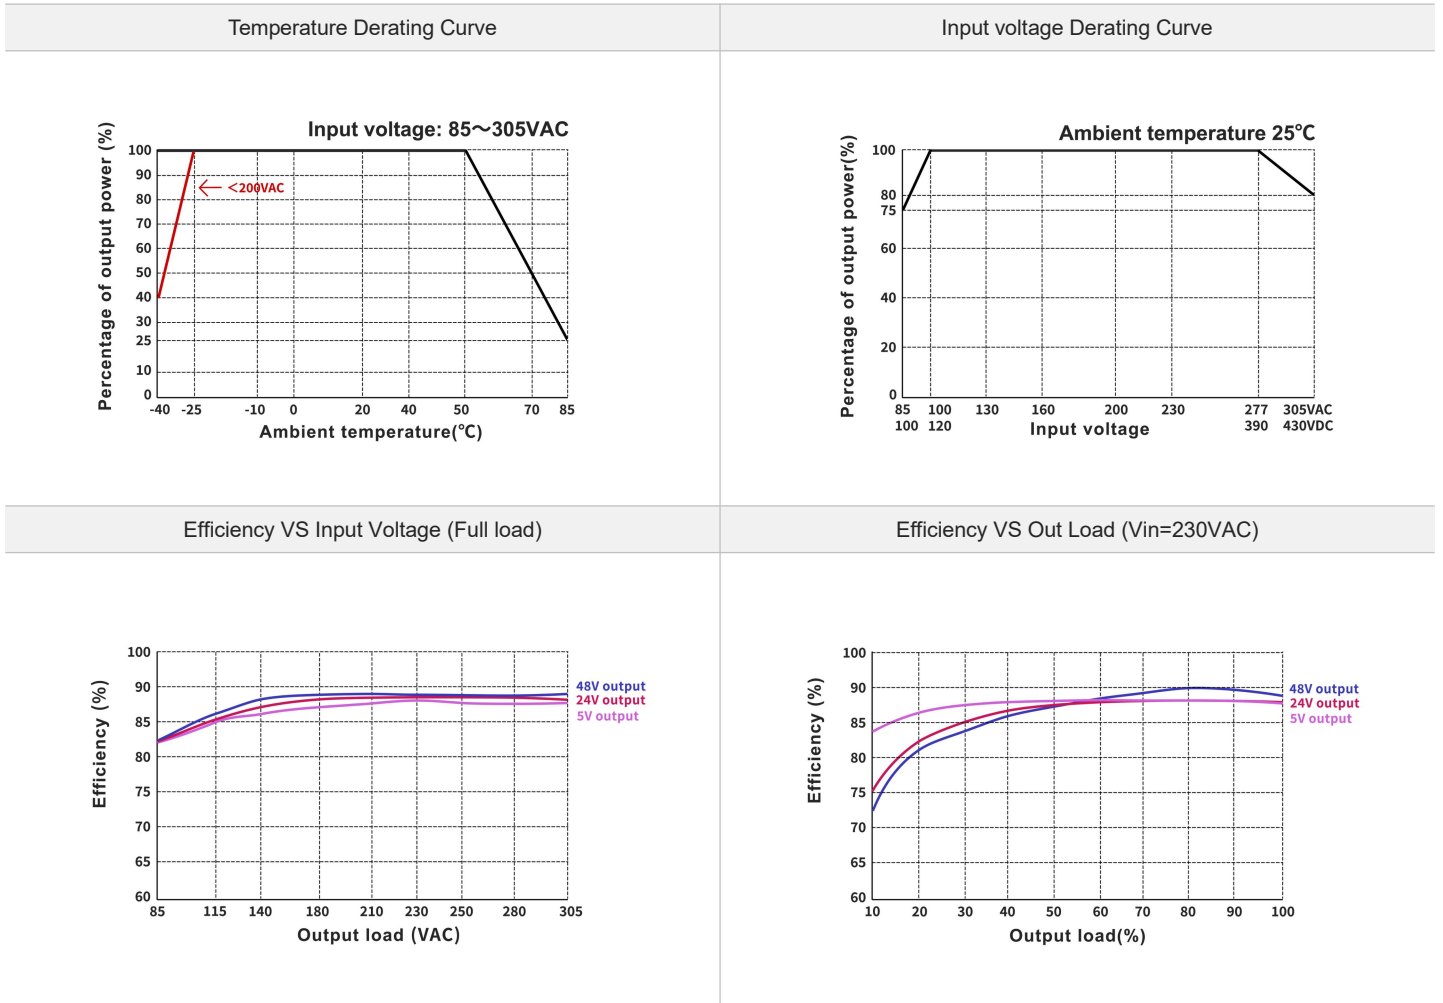 Temperature Derating Curve
Input voltage Derating Curve
Input voltage: 85～305VAC
Percentage of output power (%)
100
90
80
70
60
50
40
30
25
10
0
<200VAC
-40 -25 -10 0 20 40 50 70 85
Ambient temperature(℃)
Ambient temperature 25℃
Percentage of output power(%)
100
80
75
60
40
20
0
85 100 130 160 200 230 277 305VAC
100 120 390 430VDC
Input voltage
Efficiency VS Input Voltage (Full load)
Efficiency VS Out Load (Vin=230VAC)
Efficiency (%)
100
90
85
80
75
70
65
60
48V output
24V output
5V output
85 115 140 180 210 230 250 280 305
Output load (VAC)
Efficiency (%)
100
90
85
80
75
70
65
60
48V output
24V output
5V output
10 20 30 40 50 60 70 80 90 100
Output load(%)